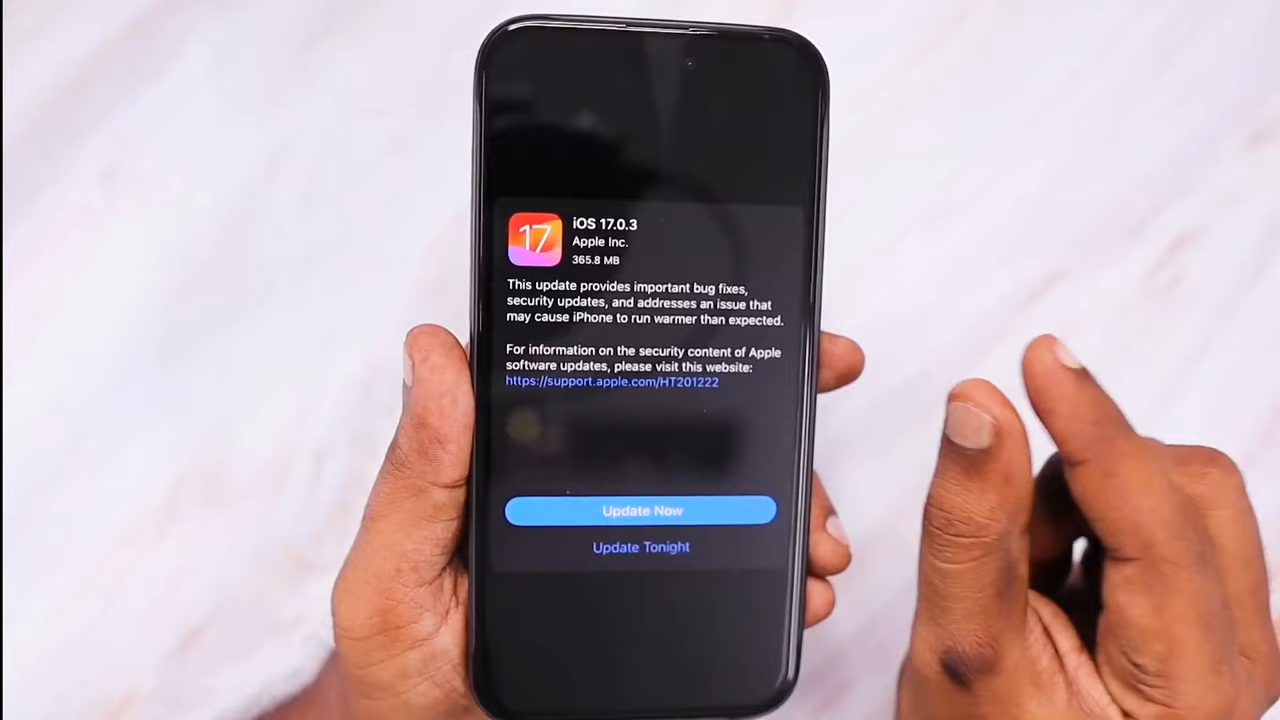 17
iOS 17.0.3
Apple Inc.
365.8 MB
This update provides important bug fixes,
security updates, and addresses an issue that
may cause iPhone to run warmer than expected.
For information on the security content of Apple
software updates, please visit this website:
https://support.apple.com/HT201222
Update Now
Update Tonight